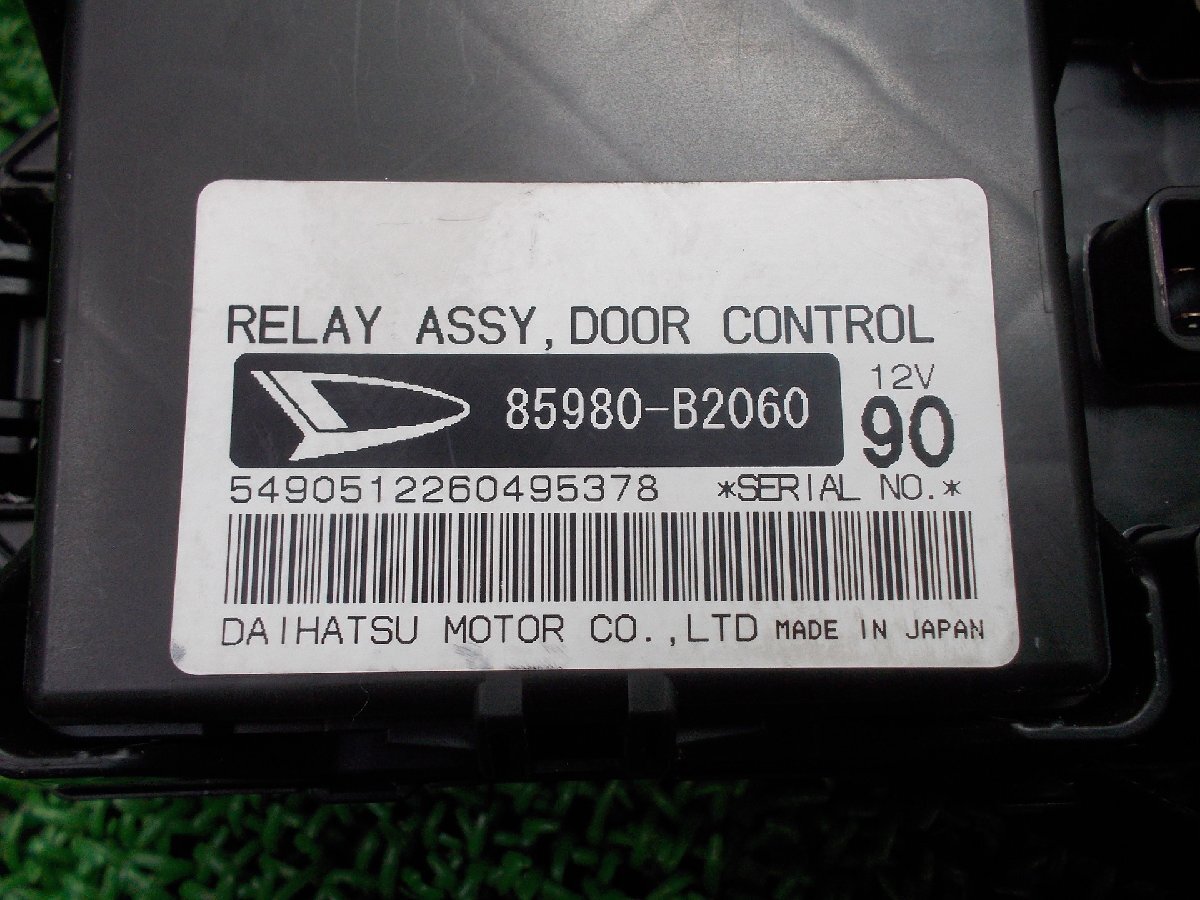 RELAY ASSY,DOOR CONTROL
85980-B2060
12V
90
5490512260495378 *SERIAL NO.*
DAIHATSU MOTOR CO.,LTD MADE IN JAPAN